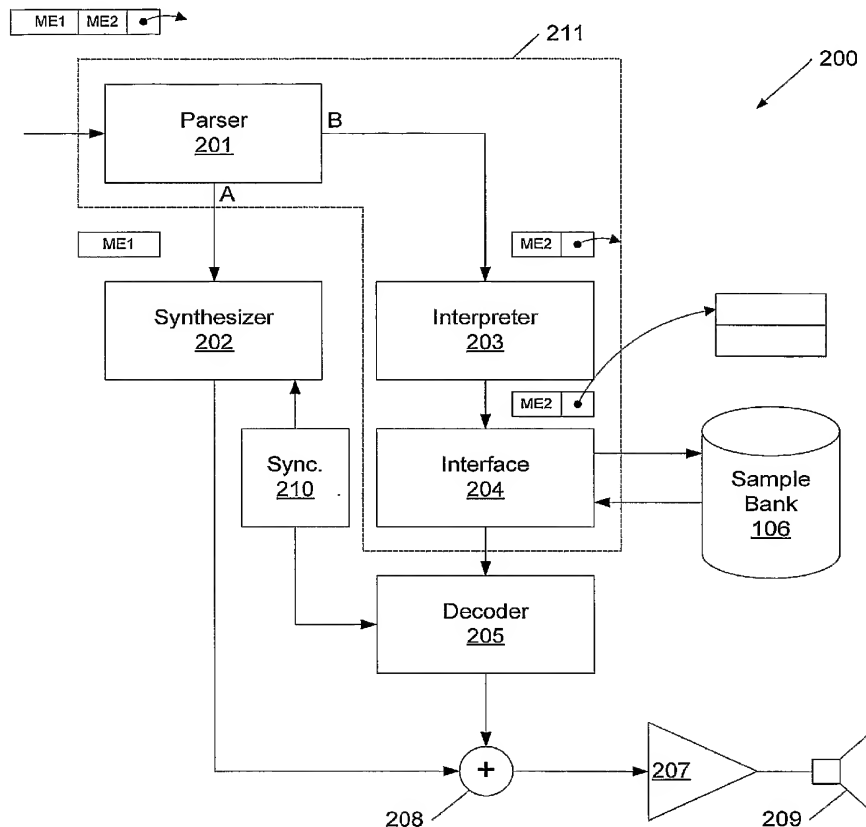 ME1 ME2
211
200
Parser
201
B
A
ME1
ME2
Synthesizer
202
Interpreter
203
ME2
Sync.
210
Interface
204
Sample
Bank
106
Decoder
205
+
207
208
209